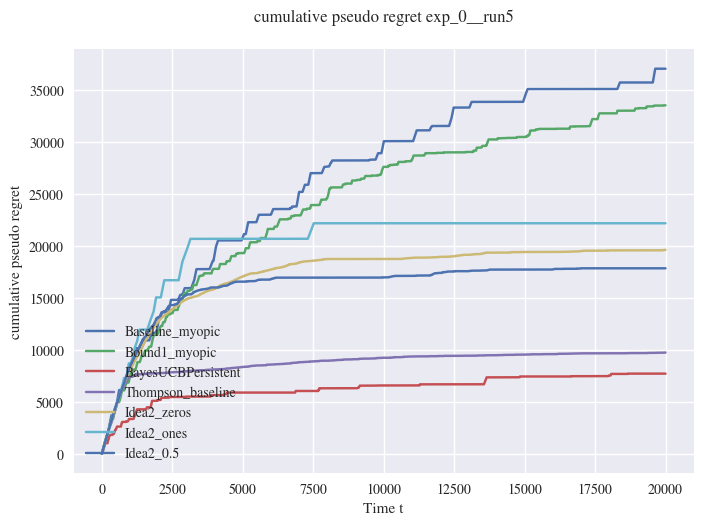 cumulative pseudo regret exp_0__run5
cumulative pseudo regret
35000
30000
25000
20000
15000
10000
5000
0
Baseline_myopic
Bound1_myopic
BayesUCBPersistent
Thompson_baseline
Idea2_zeros
Idea2_ones
Idea2_0.5
0 2500 5000 7500 10000 12500 15000 17500 20000
Time t